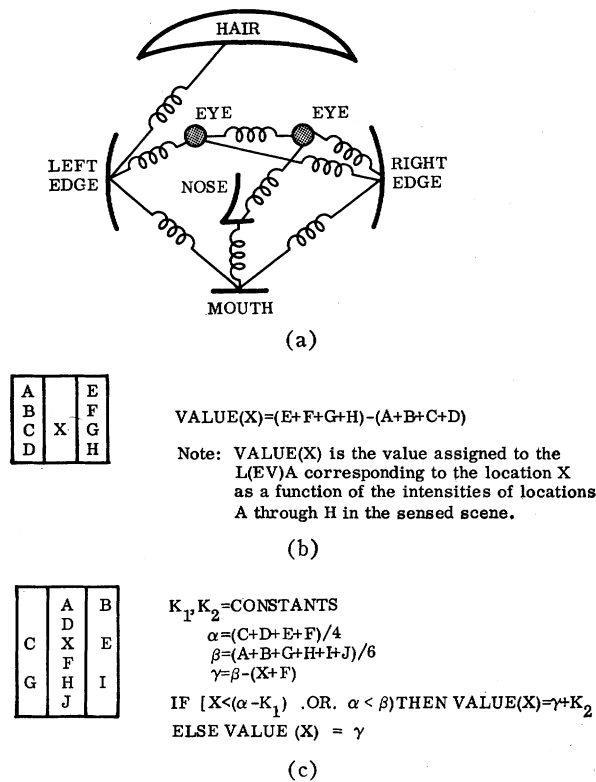 HAIR
EYE EYE
LEFT EDGE
RIGHT EDGE
NOSE
MOUTH
(a)
A E
B F
C X G
D H
VALUE(X)=(E+F+G+H)-(A+B+C+D)
Note: VALUE(X) is the value assigned to the
L(EV)A corresponding to the location X
as a function of the intensities of locations
A through H in the sensed scene.
(b)
A B
D
C X E
F
G H I
J
K1, K2=CONSTANTS
α=(C+D+E+F)/4
β=(A+B+G+H+I+J)/6
γ=β-(X+F)
IF [X<(α-K1) .OR. α < β)THEN VALUE(X)=γ+K2
ELSE VALUE (X) = γ
(c)